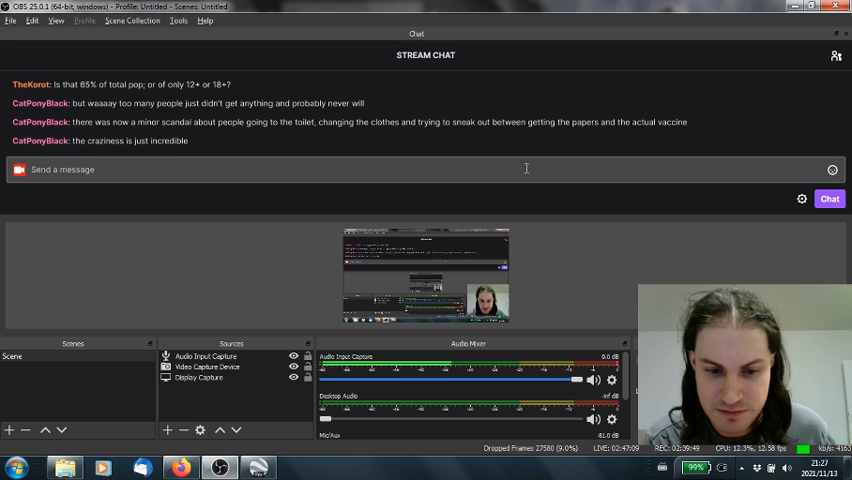 OBS 25.0.1 (64-bit, windows) - Profile: Untitled - Scenes: Untitled
File Edit View Profile Scene Collection Tools Help
Chat
STREAM CHAT
TheKorot: Is that 65% of total pop; or of only 12+ or 18+?
CatPonyBlack: but waaaay too many people just didn't get anything and probably never will
CatPonyBlack: there was now a minor scandal about people going to the toilet, changing the clothes and trying to sneak out between getting the papers and the actual vaccine
CatPonyBlack: the craziness is just incredible
Send a message
Chat
Scenes Sources Audio Mixer
Scene
Audio Input Capture
Video Capture Device
Display Capture
Audio Input Capture 0.0 dB
Desktop Audio -inf dB
Mic/Aux -81.0 dB
Dropped Frames 27580 (9.0%) LIVE: 02:47:09 REC: 02:39:49 CPU: 12.3%, 12.58 fps kb/s: 4163
99%
21:27
2021/11/13